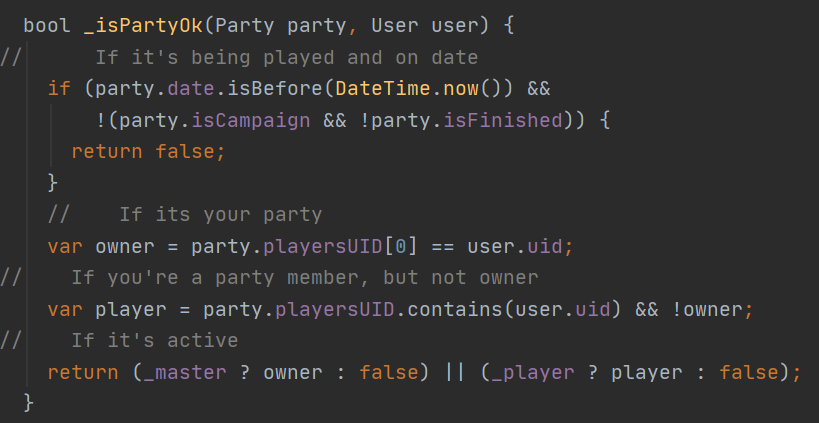 bool _isPartyOk(Party party, User user) {
//      If it's being played and on date
if (party.date.isBefore(DateTime.now()) &&
!(party.isCampaign && !party.isFinished)) {
return false;
}
//    If its your party
var owner = party.playersUID[0] == user.uid;
//    If you're a party member, but not owner
var player = party.playersUID.contains(user.uid) && !owner;
//    If it's active
return (_master ? owner : false) || (_player ? player : false);
}